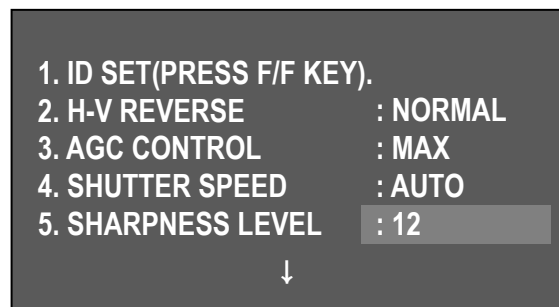 1. ID SET(PRESS F/F KEY).
2. H-V REVERSE : NORMAL
3. AGC CONTROL : MAX
4. SHUTTER SPEED : AUTO
5. SHARPNESS LEVEL : 12
↓